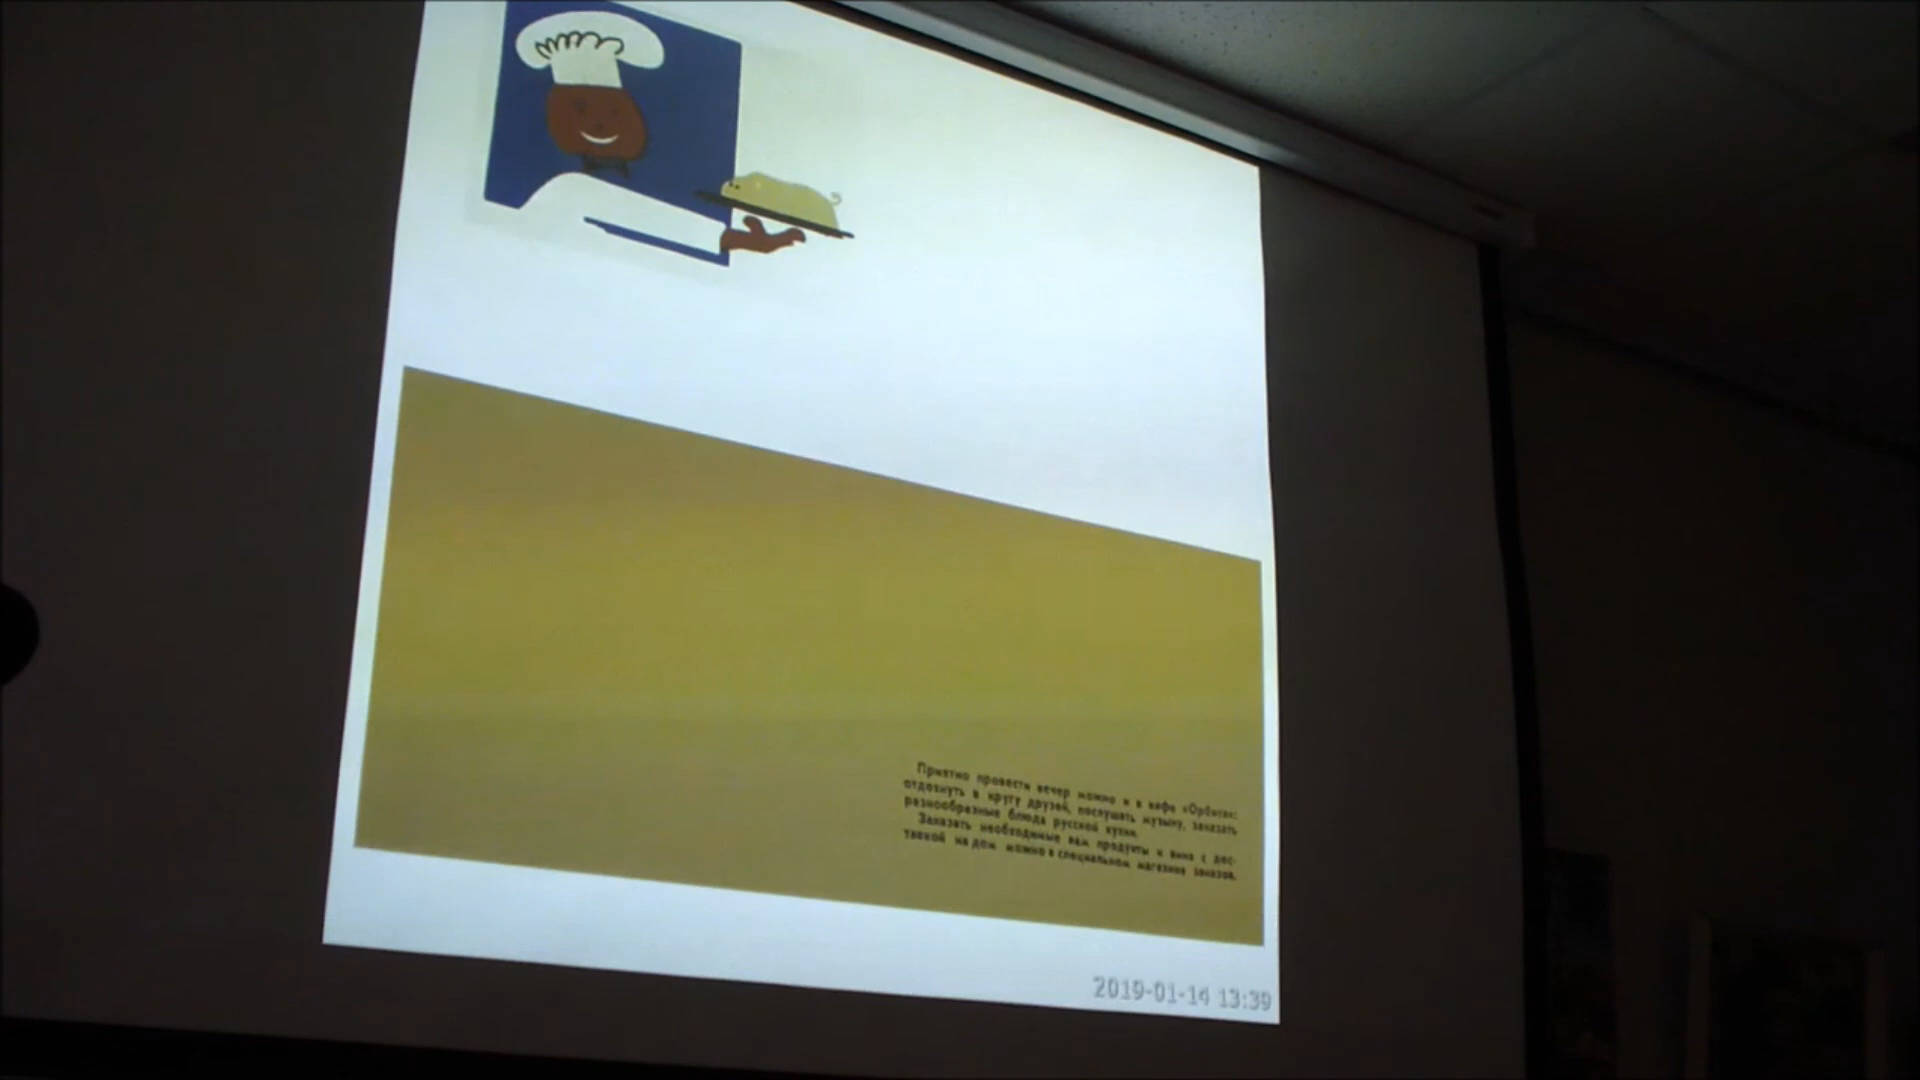 Приятно провести вечер можно и в кафе «Орбита»:
отдохнуть в кругу друзей, послушать музыку, заказать
разнообразные блюда русской кухни.
Заказать необходимые вам продукты и вина с дос-
тавкой на дом можно в специальном магазине заказов.
2019-01-14 13:39